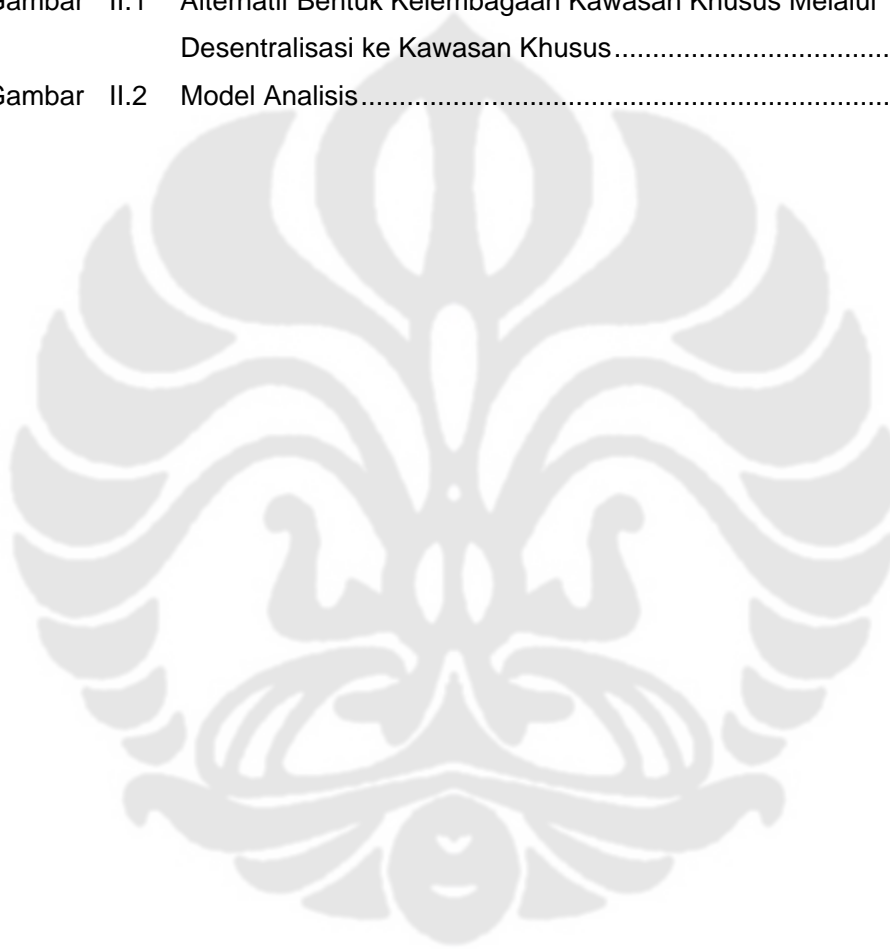 Gambar II.1 Alternatif Bentuk Kelembagaan Kawasan Khusus Melalui
Desentralisasi ke Kawasan Khusus...................................
Gambar II.2 Model Analisis.....................................................................